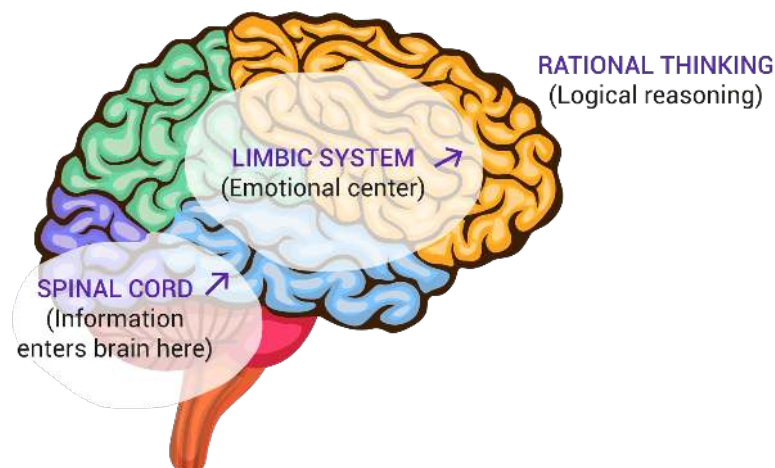 RATIONAL THINKING
(Logical reasoning)
LIMBIC SYSTEM
(Emotional center)
SPINAL CORD
(Information
enters brain here)